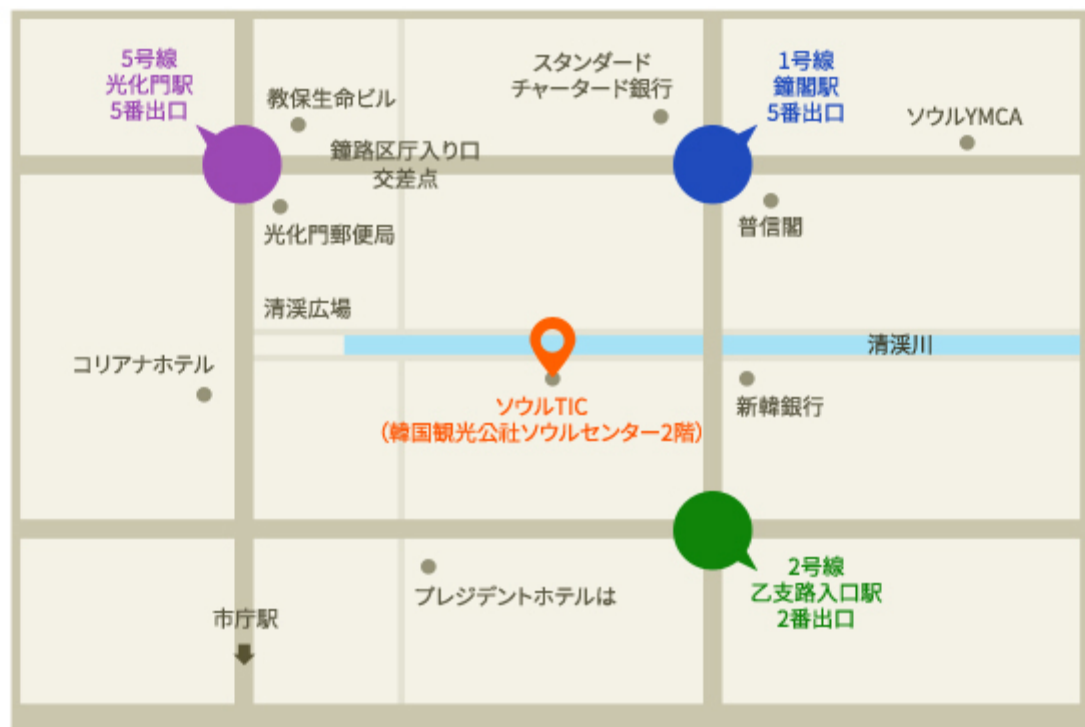 5号線
光化門駅
5番出口
教保生命ビル
鐘路区庁入り口
交差点
スタンダード
チャータード銀行
1号線
鐘閣駅
5番出口
ソウルYMCA
光化門郵便局
普信閣
清渓広場
清渓川
コリアナホテル
ソウルTIC
(韓国観光公社ソウルセンター2階)
新韓銀行
プレジデントホテルは
2号線
乙支路入口駅
2番出口
市庁駅